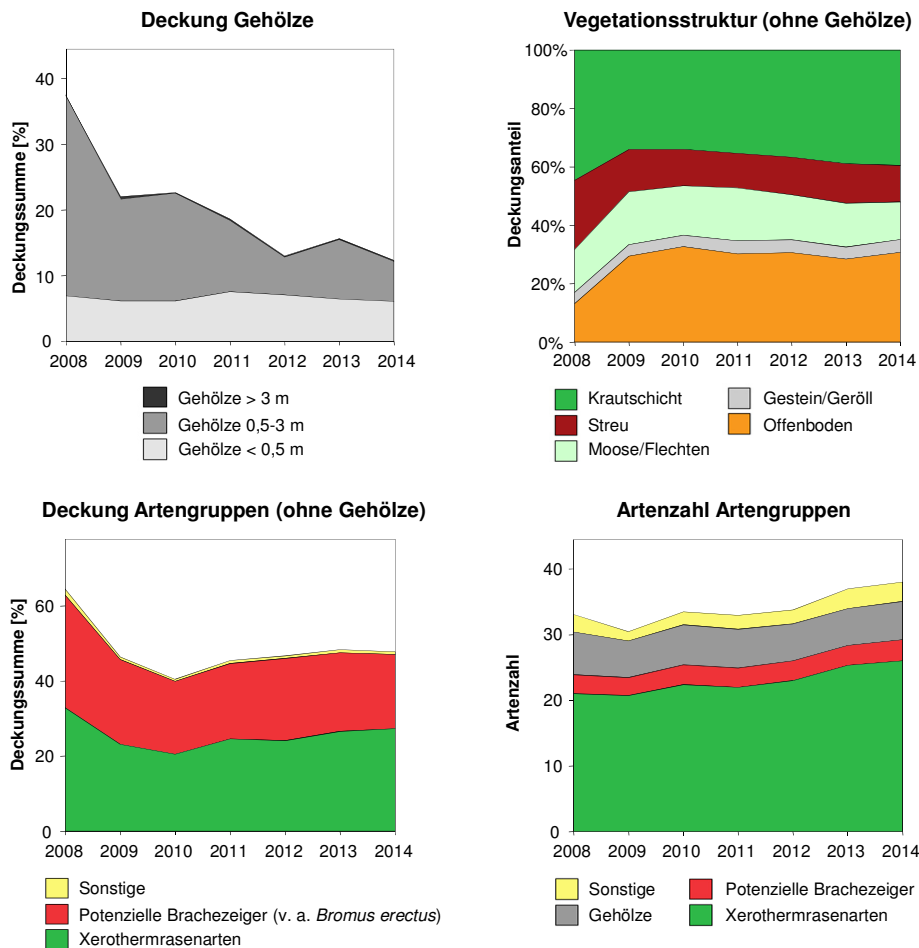 Deckung Gehölze
Deckungssumme [%]
40
30
20
10
0
2008 2009 2010 2011 2012 2013 2014
Gehölze > 3 m
Gehölze 0,5-3 m
Gehölze < 0,5 m
Vegetationsstruktur (ohne Gehölze)
Deckungsanteil
100%
80%
60%
40%
20%
0%
2008 2009 2010 2011 2012 2013 2014
Krautschicht
Streu
Moose/Flechten
Gestein/Geröll
Offenboden
Deckung Artengruppen (ohne Gehölze)
Deckungssumme [%]
60
40
20
0
2008 2009 2010 2011 2012 2013 2014
Sonstige
Potenzielle Brachezeiger (v. a. Bromus erectus)
Xerothermrasenarten
Artenzahl Artengruppen
Artenzahl
40
30
20
10
0
2008 2009 2010 2011 2012 2013 2014
Sonstige
Gehölze
Potenzielle Brachezeiger
Xerothermrasenarten